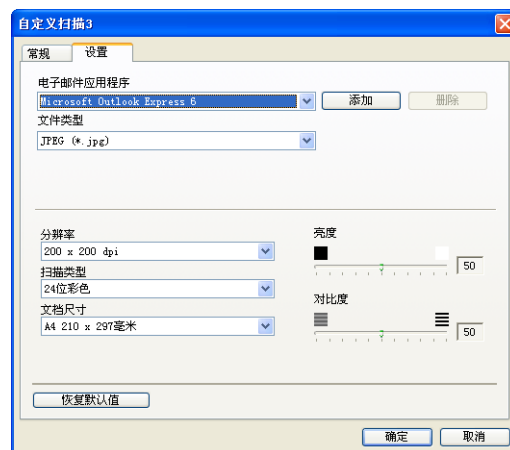 自定义扫描3
常规 设置
电子邮件应用程序
Microsoft Outlook Express 6 添加 删除
文件类型
JPEG (*.jpg)
分辨率 亮度
200 x 200 dpi 50
扫描类型
24位彩色
文档尺寸 对比度
A4 210 x 297毫米 50
恢复默认值
确定 取消